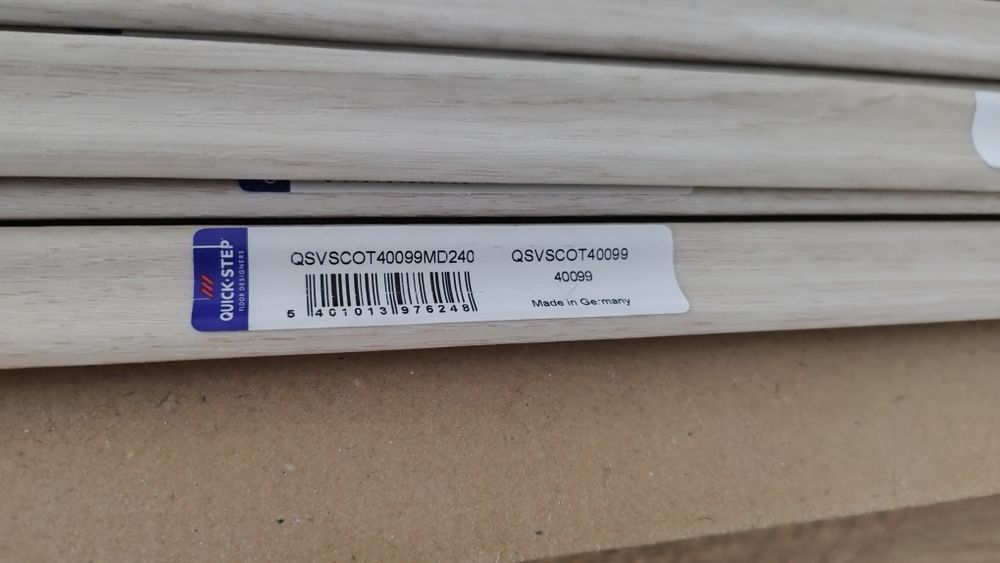 QUICK·STEP
FLOOR DESIGNERS
QSVSCOT40099MD240
5 401013 976248
QSVSCOT40099
40099
Made in Germany